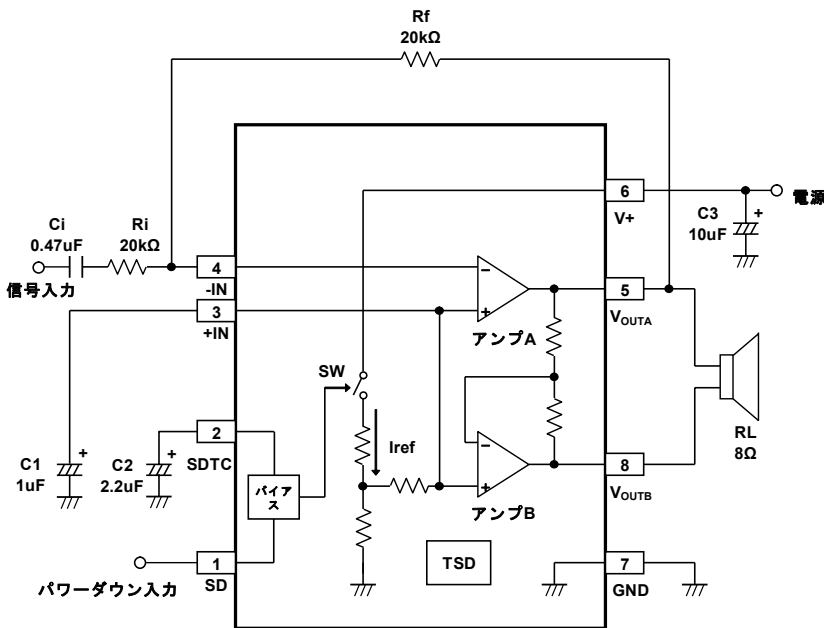 Rf
20kΩ
6
V+
電源
C3
+
10uF
Ci
0.47uF
Ri
20kΩ
信号入力
4
-IN
3
+IN
−
+
アンプA
5
VOUTA
SW
Iref
RL
8Ω
2
SDTC
C1
+
1uF
C2
+
2.2uF
バイア
ス
−
+
アンプB
8
VOUTB
パワーダウン入力
1
SD
TSD
7
GND